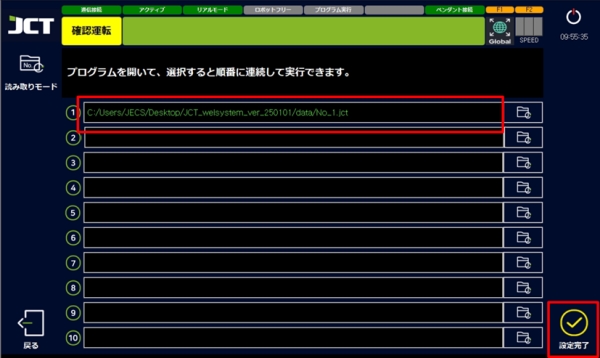 通信接続 アクティブ リアルモード ロボットフリー プログラム実行 ペンダント接続 F1 F2
JCT 確認運転 Global SPEED 09:55:35
No.
読み取りモード
プログラムを開いて、選択すると順番に連続して実行できます。
1 C:/Users/JECS/Desktop/JCT_welsystem_ver_250101/data/No_1.jct
2
3
4
5
6
7
8
9
10
戻る 設定完了